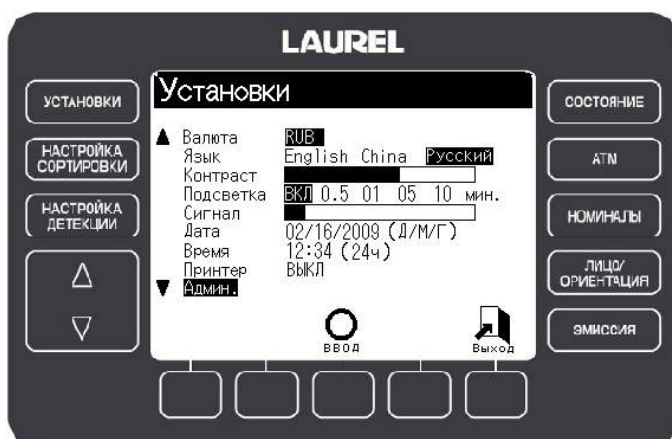 LAUREL
УСТАНОВКИ
НАСТРОЙКА
СОРТИРОВКИ
НАСТРОЙКА
ДЕТЕКЦИИ
Установки
Валюта RUB
Язык English China Русский
Контраст
Подсветка ВКЛ 0.5 01 05 10 мин.
Сигнал
Дата 02/16/2009 (Д/М/Г)
Время 12:34 (24ч)
Принтер ВЫКЛ
Админ.
ВВОД
Выход
СОСТОЯНИЕ
ATM
НОМИНАЛЫ
ЛИЦО/
ОРИЕНТАЦИЯ
ЭМИССИЯ